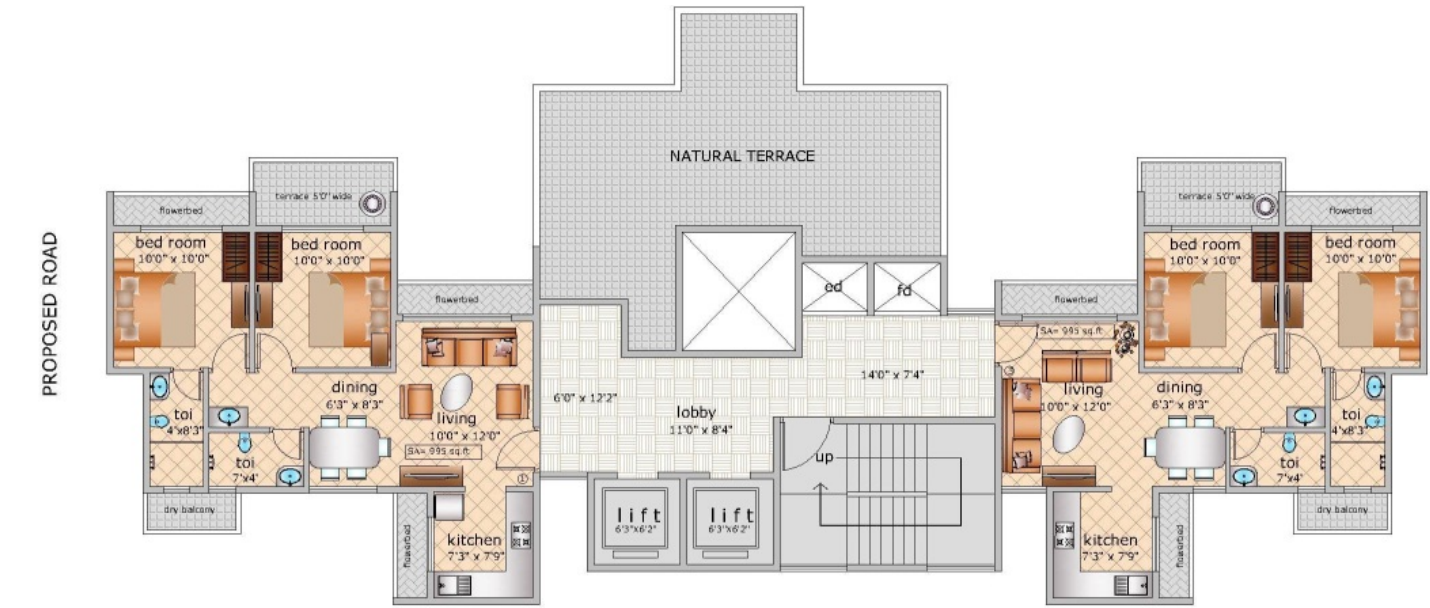 PROPOSED ROAD
NATURAL TERRACE
terrace 5'0" wide
flowerbed
bed room
10'0" x 10'0"
bed room
10'0" x 10'0"
flowerbed
dining
6'3" x 8'3"
living
10'0" x 12'0"
SA= 995 sq.ft
toi
4'x8'3"
toi
7'x4'
1
dry balcony
flowerbed
kitchen
7'3" x 7'9"
6'0" x 12'2"
lobby
11'0" x 8'4"
14'0" x 7'4"
ed
fd
lift
6'3"x6'2"
lift
6'3"x6'2"
up
terrace 5'0" wide
flowerbed
bed room
10'0" x 10'0"
bed room
10'0" x 10'0"
flowerbed
SA= 995 sq.ft
living
10'0" x 12'0"
dining
6'3" x 8'3"
toi
4'x8'3"
toi
7'x4'
dry balcony
flowerbed
kitchen
7'3" x 7'9"